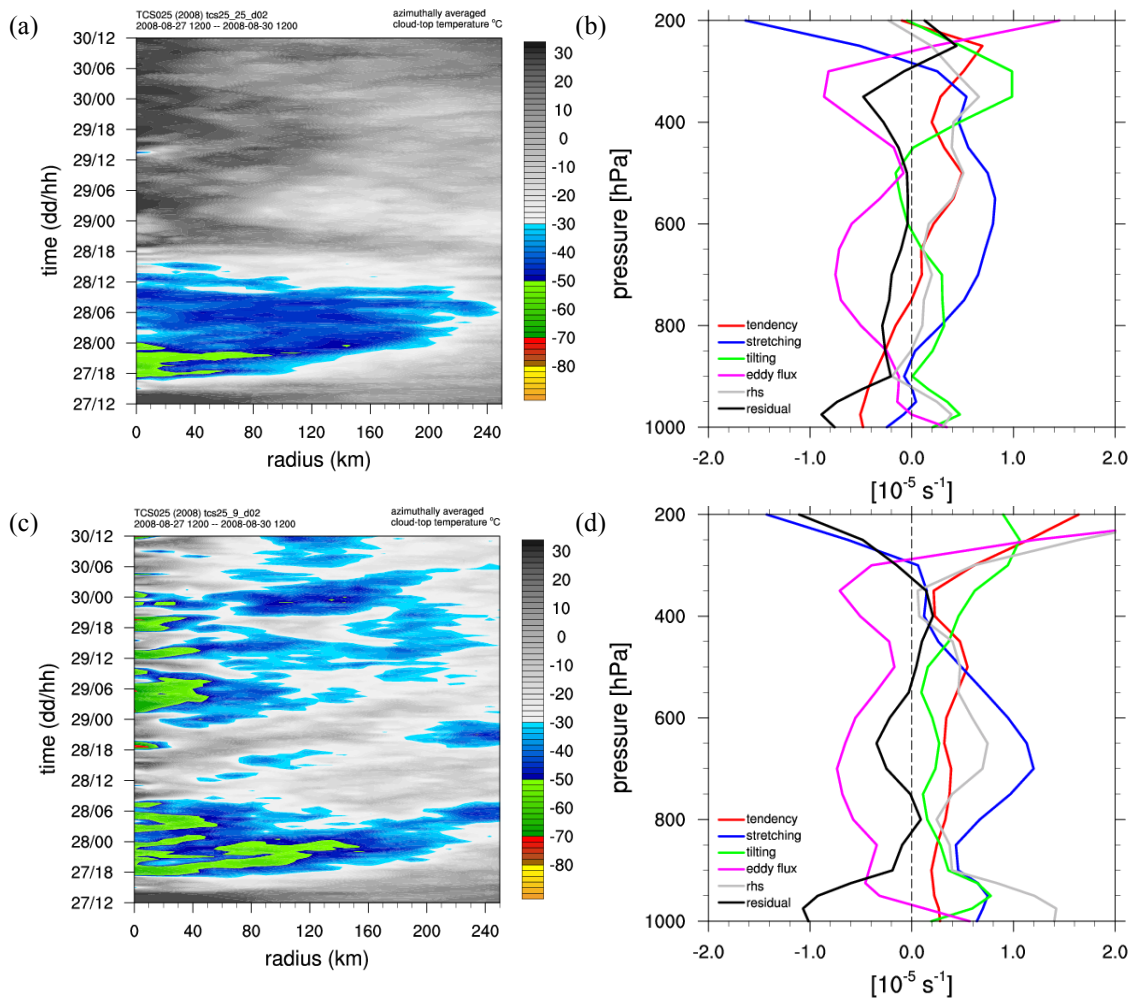 (a)
TCS025 (2008) tcs25_25_d02
2008-08-27 1200 -- 2008-08-30 1200
azimuthally averaged
cloud-top temperature °C
30/12
30/06
30/00
29/18
29/12
29/06
29/00
28/18
28/12
28/06
28/00
27/18
27/12
time (dd/hh)
0 40 80 120 160 200 240
radius (km)
30
20
10
0
-10
-20
-30
-40
-50
-60
-70
-80
(b)
200
400
600
800
1000
pressure [hPa]
tendency
stretching
tilting
eddy flux
rhs
residual
-2.0 -1.0 0.0 1.0 2.0
[10⁻⁵ s⁻¹]
(c)
TCS025 (2008) tcs25_9_d02
2008-08-27 1200 -- 2008-08-30 1200
azimuthally averaged
cloud-top temperature °C
30/12
30/06
30/00
29/18
29/12
29/06
29/00
28/18
28/12
28/06
28/00
27/18
27/12
time (dd/hh)
0 40 80 120 160 200 240
radius (km)
30
20
10
0
-10
-20
-30
-40
-50
-60
-70
-80
(d)
200
400
600
800
1000
pressure [hPa]
tendency
stretching
tilting
eddy flux
rhs
residual
-2.0 -1.0 0.0 1.0 2.0
[10⁻⁵ s⁻¹]